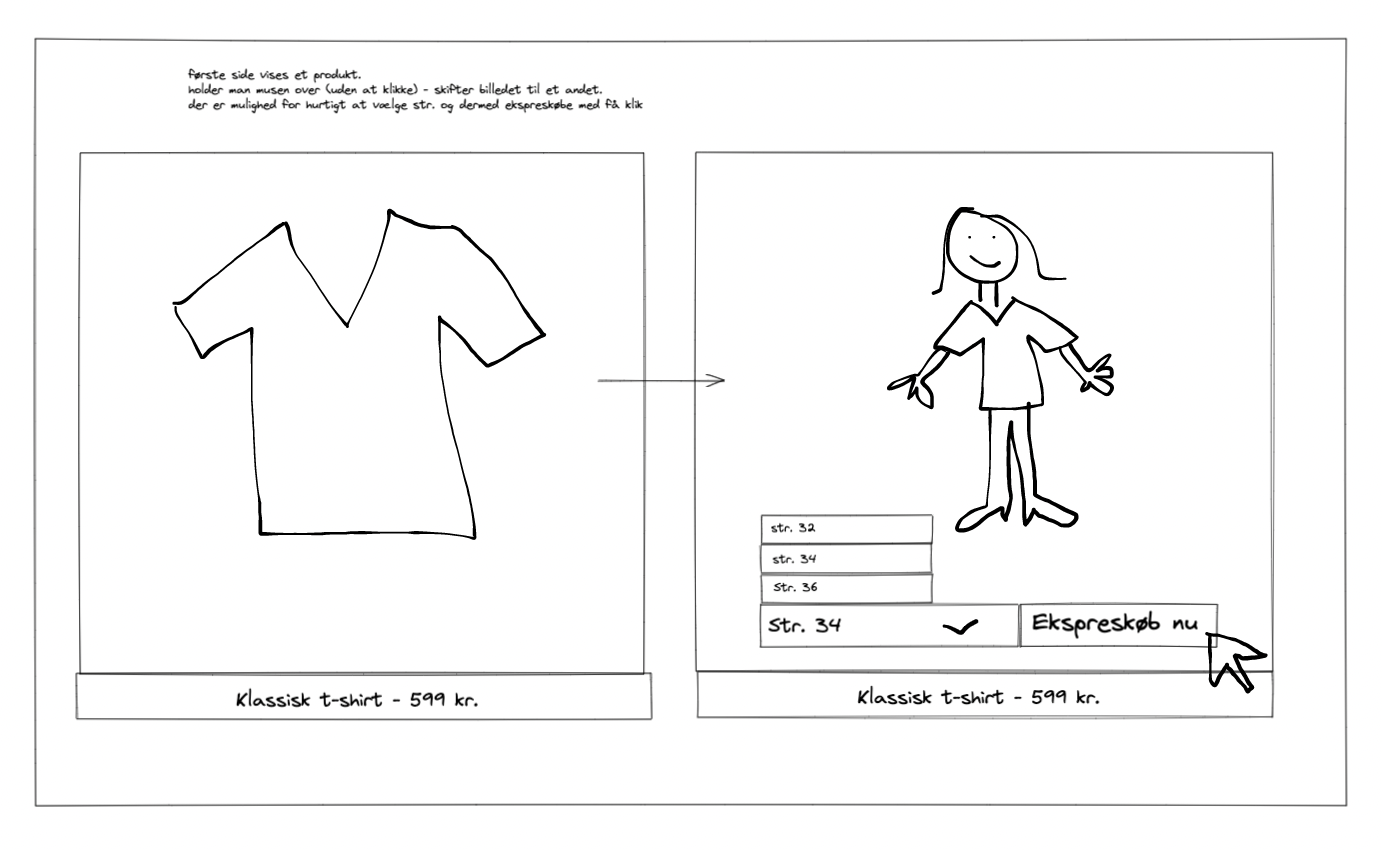 første side vises et produkt.
holder man musen over (uden at klikke) - skifter billedet til et andet.
der er mulighed for hurtigt at vælge str. og dermed ekspreskøbe med få klik
Klassisk t-shirt - 599 kr.
str. 32
str. 34
Str. 36
Str. 34
Ekspreskøb nu
Klassisk t-shirt - 599 kr.